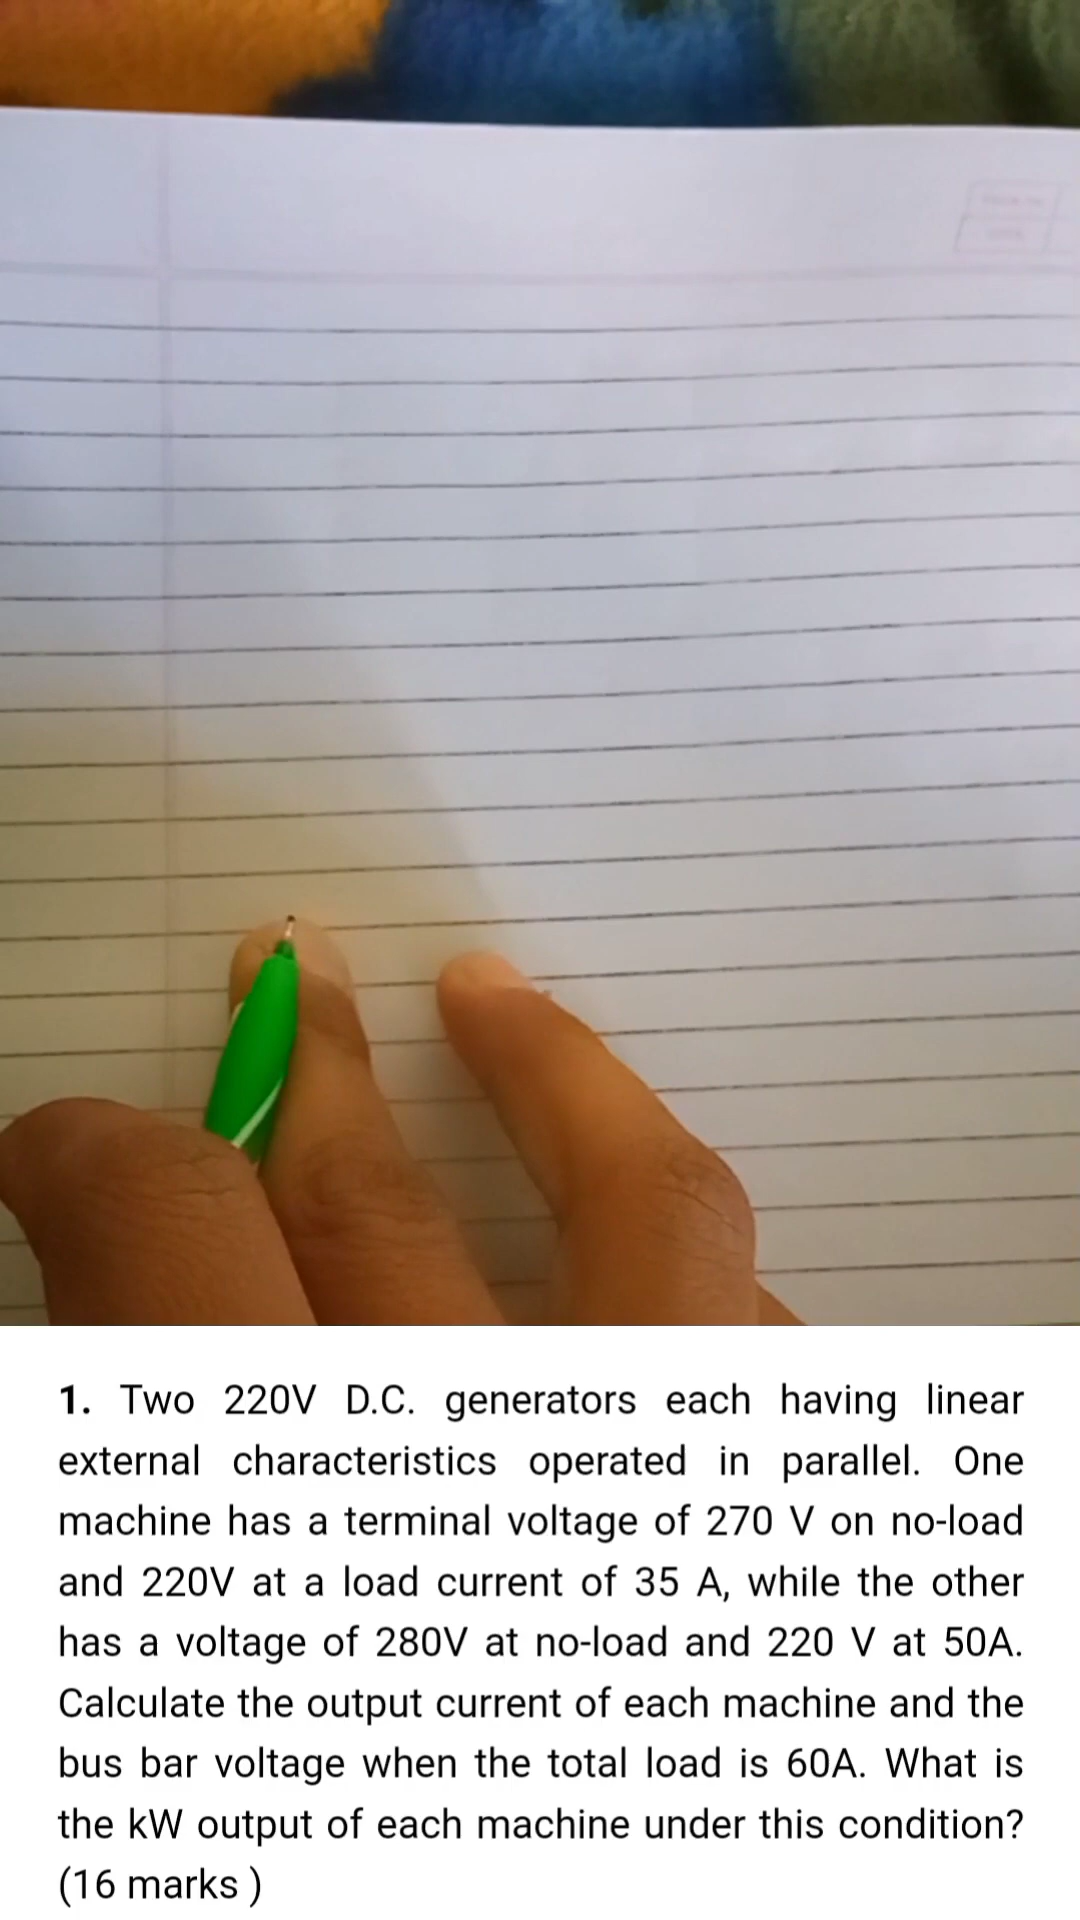 1. Two 220V D.C. generators each having linear
external characteristics operated in parallel. One
machine has a terminal voltage of 270 V on no-load
and 220V at a load current of 35 A, while the other
has a voltage of 280V at no-load and 220 V at 50A.
Calculate the output current of each machine and the
bus bar voltage when the total load is 60A. What is
the kW output of each machine under this condition?
(16 marks )